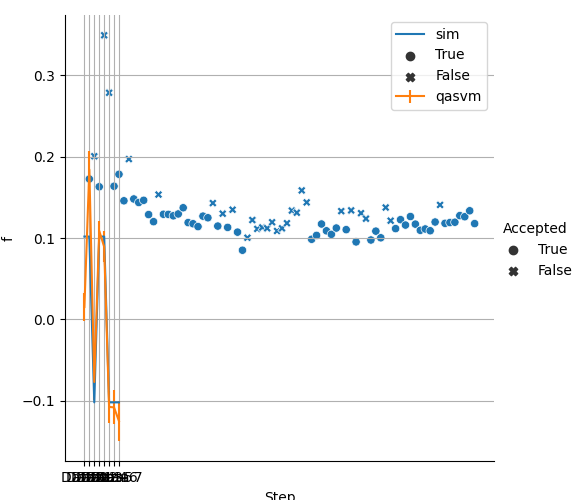 sim
True
False
qasvm
0.3
0.2
0.1
0.0
−0.1
f
Accepted
True
False
Step